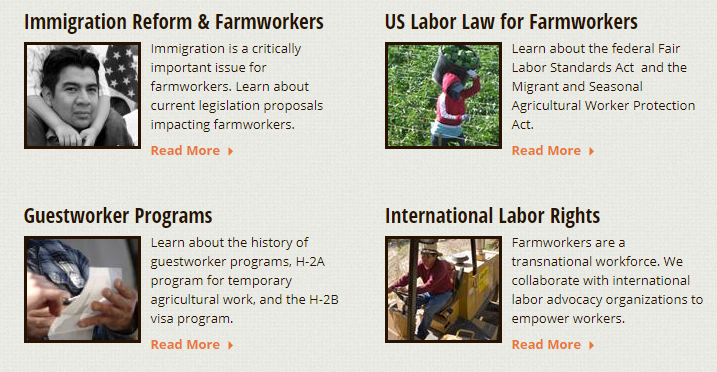 Immigration Reform & Farmworkers
Immigration is a critically
important issue for
farmworkers. Learn about
current legislation proposals
impacting farmworkers.
Read More
US Labor Law for Farmworkers
Learn about the federal Fair
Labor Standards Act and the
Migrant and Seasonal
Agricultural Worker Protection
Act.
Read More
Guestworker Programs
Learn about the history of
guestworker programs, H-2A
program for temporary
agricultural work, and the H-2B
visa program.
Read More
International Labor Rights
Farmworkers are a
transnational workforce. We
collaborate with international
labor advocacy organizations to
empower workers.
Read More